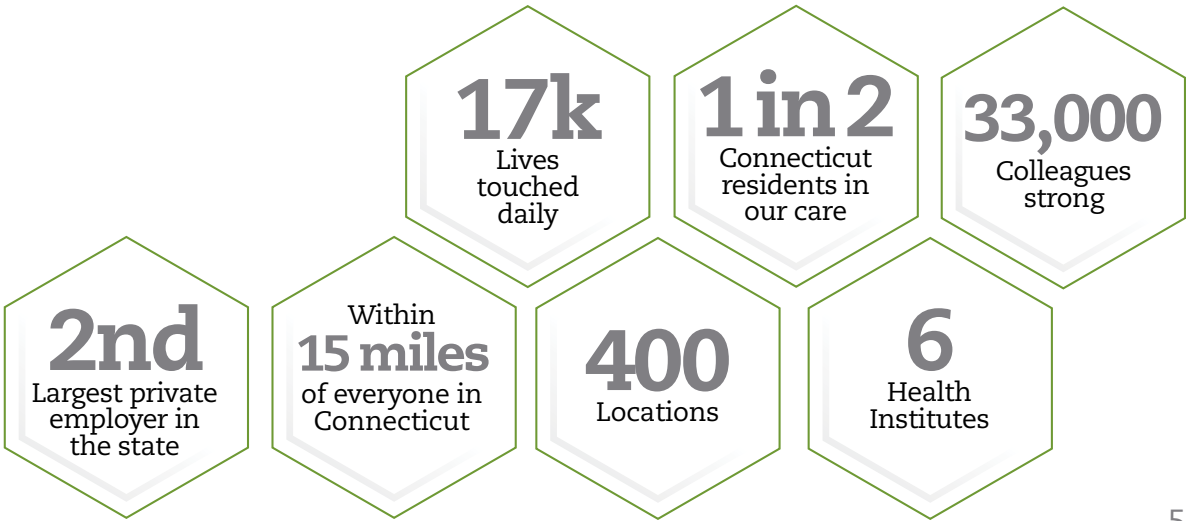 17k
Lives
touched
daily
1 in 2
Connecticut
residents in
our care
33,000
Colleagues
strong
2nd
Largest private
employer in
the state
Within
15 miles
of everyone in
Connecticut
400
Locations
6
Health
Institutes
5